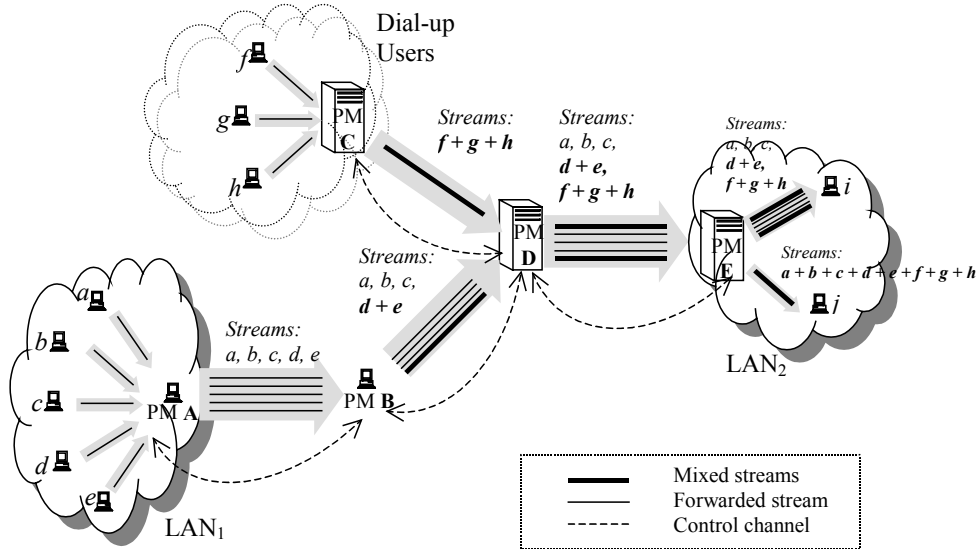 Dial-up
Users
f
g
h
PM
C
Streams:
f + g + h
Streams:
a, b, c,
d + e,
f + g + h
Streams:
a, b, c,
d + e,
f + g + h
i
PM
D
PM
E
Streams:
a + b + c + d + e + f + g + h
j
LAN2
Streams:
a, b, c,
d + e
a
b
c
d
e
PM A
Streams:
a, b, c, d, e
PM B
LAN1
Mixed streams
Forwarded stream
Control channel